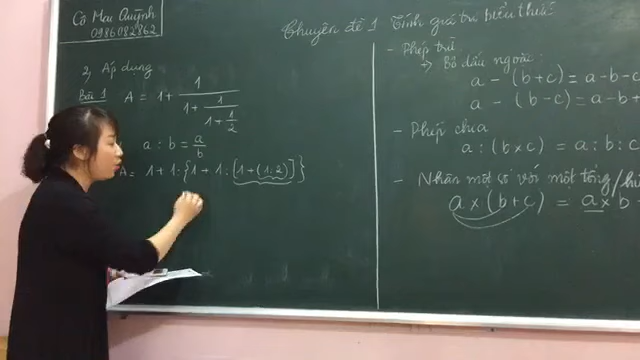 Cô Mai Quỳnh
0986082862
Chuyên đề 1 Tính giá trị biểu thức
2) Áp dụng
Bài 1 A = 1 + 1/(1 + 1/(1 + 1/2))
a : b = a/b
A = 1 + 1 : {1 + 1 : [1 + (1 : 2)]}
- Phép trừ
Bỏ dấu ngoặc
a - (b + c) = a - b - c
a - (b - c) = a - b +
- Phép chia
a : (b × c) = a : b : c
- Nhân một số với một tổng/
a × (b + c) = a × b